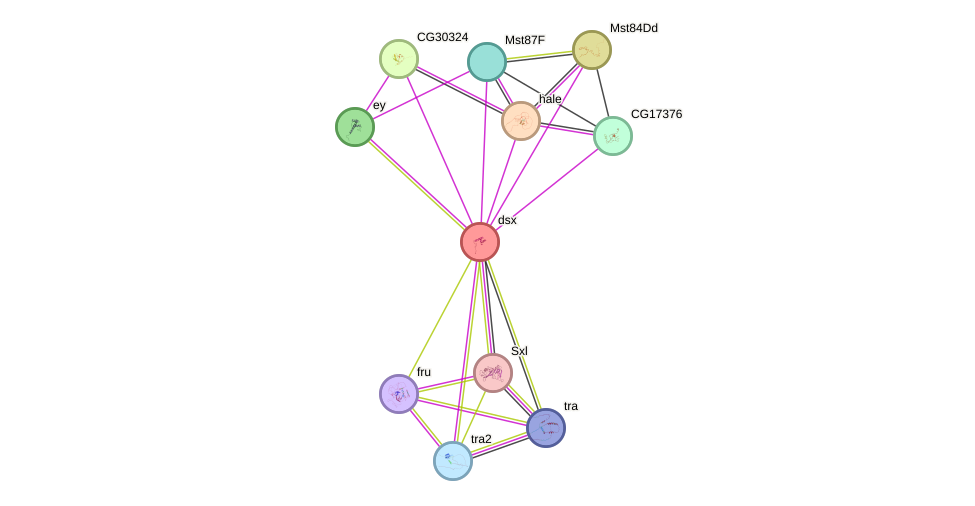 CG30324
Mst87F
Mst84Dd
ey
hale
CG17376
dsx
Sxl
fru
tra
tra2